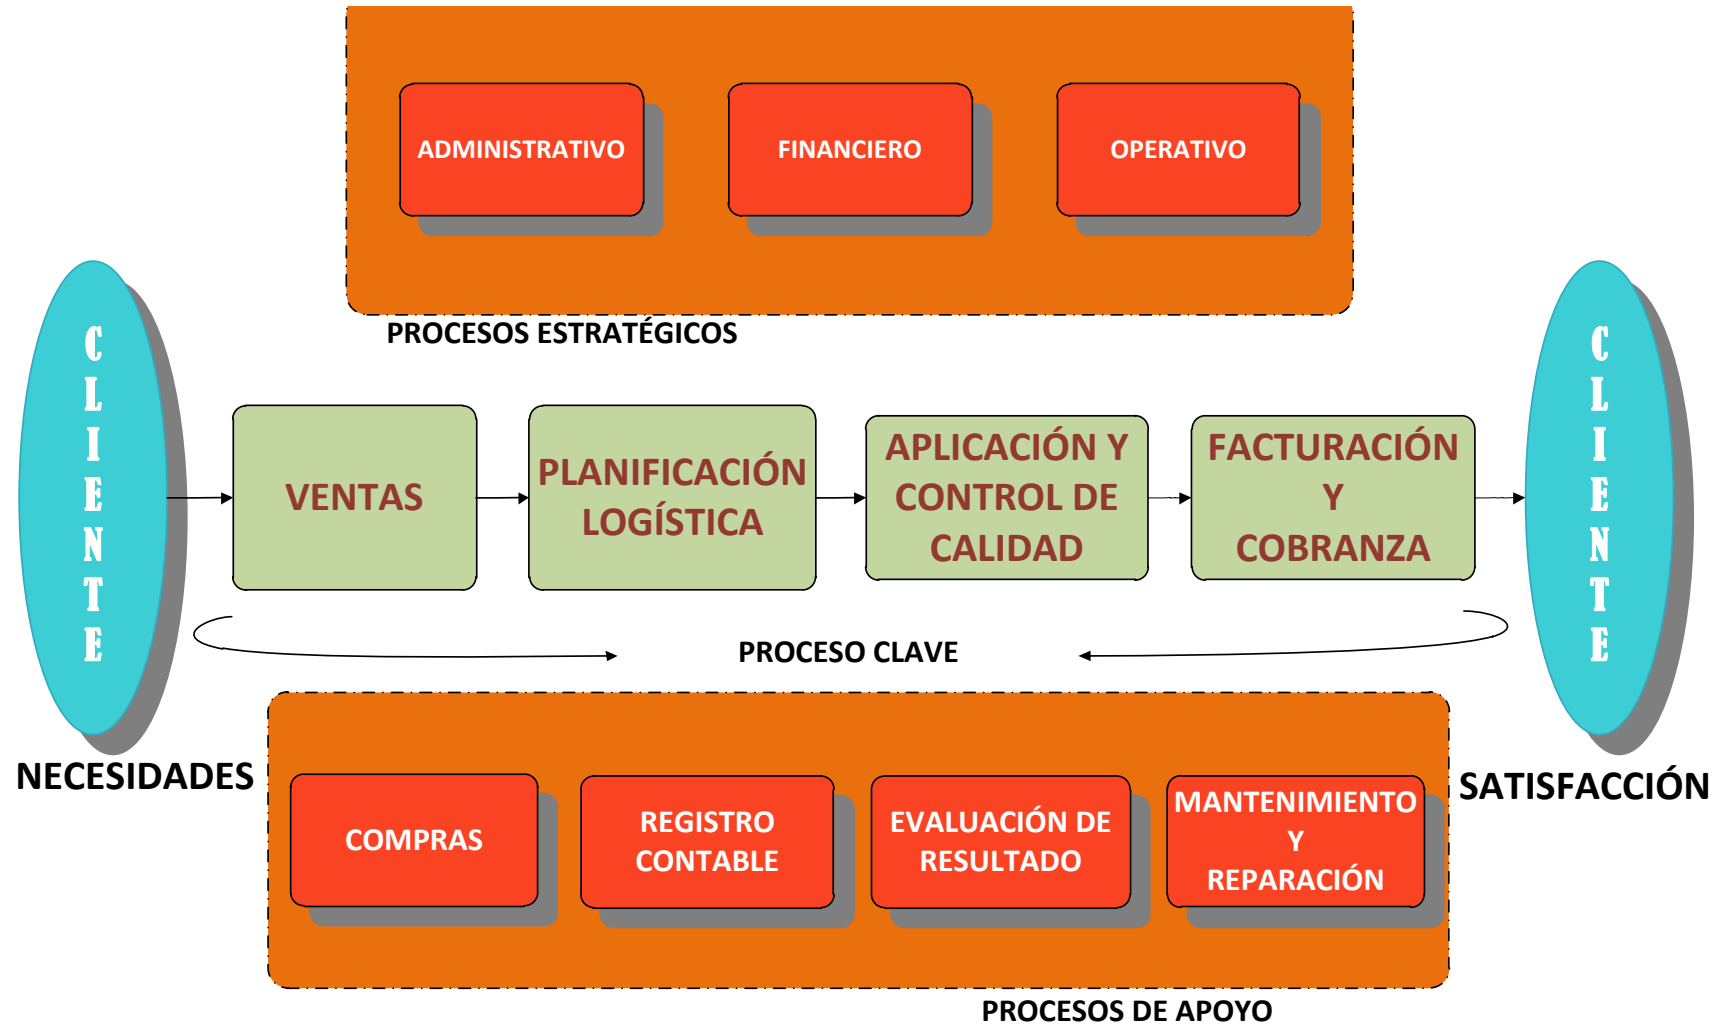 ADMINISTRATIVO
FINANCIERO
OPERATIVO
PROCESOS ESTRATÉGICOS
C
L
I
E
N
T
E
NECESIDADES
VENTAS
PLANIFICACIÓN
LOGÍSTICA
APLICACIÓN Y
CONTROL DE
CALIDAD
FACTURACIÓN
Y
COBRANZA
C
L
I
E
N
T
E
SATISFACCIÓN
PROCESO CLAVE
COMPRAS
REGISTRO
CONTABLE
EVALUACIÓN DE
RESULTADO
MANTENIMIENTO
Y
REPARACIÓN
PROCESOS DE APOYO